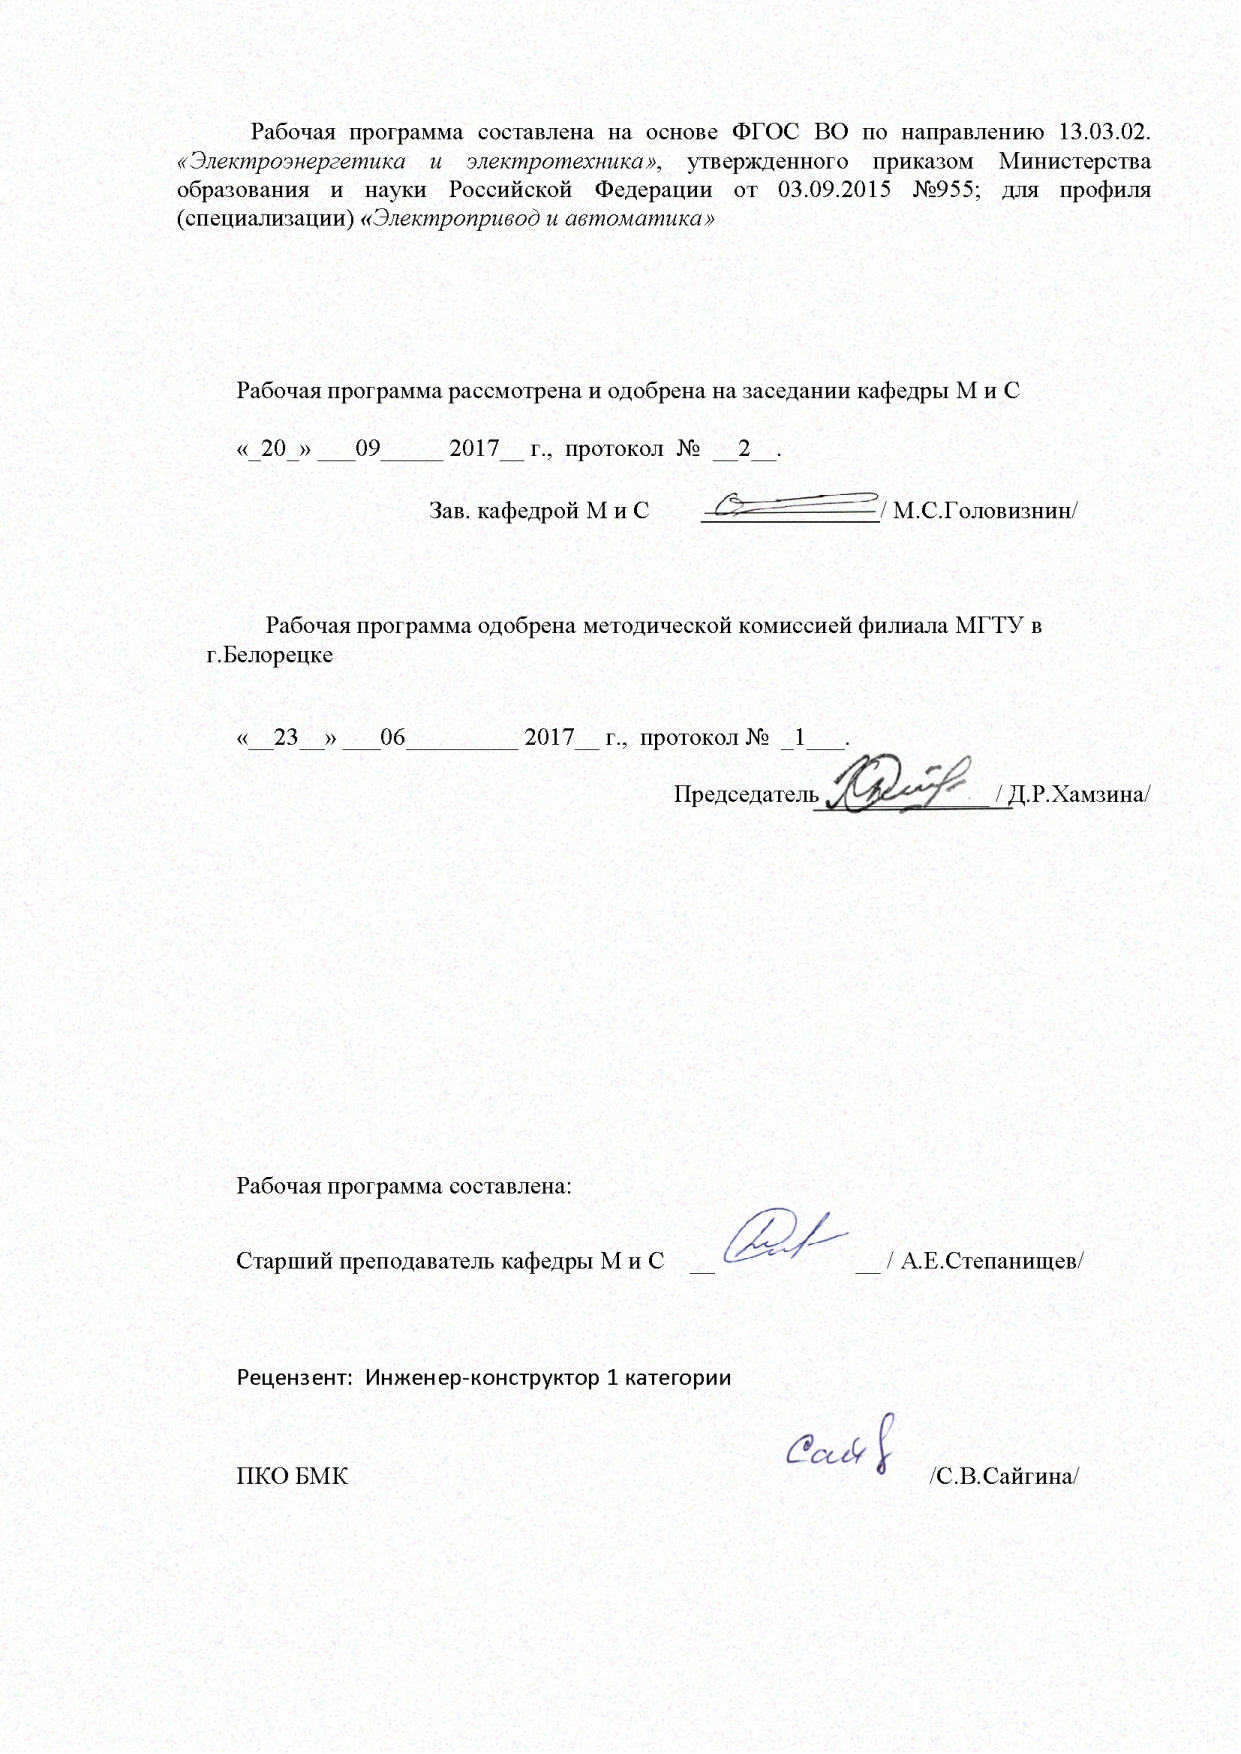 Рабочая программа составлена на основе ФГОС ВО по направлению 13.03.02.
«Электроэнергетика и электротехника», утвержденного приказом Министерства
образования и науки Российской Федерации от 03.09.2015 №955; для профиля
(специализации) «Электропривод и автоматика»
Рабочая программа рассмотрена и одобрена на заседании кафедры М и С
«_20_» ___09_____ 2017__ г., протокол № __2__.
Зав. кафедрой М и С ______________/ М.С.Головизнин/
Рабочая программа одобрена методической комиссией филиала МГТУ в
г.Белорецке
«__23__» ___06_________ 2017__ г., протокол № _1___.
Председатель______________ / Д.Р.Хамзина/
Рабочая программа составлена:
Старший преподаватель кафедры М и С __ __ / А.Е.Степанищев/
Рецензент: Инженер-конструктор 1 категории
ПКО БМК /С.В.Сайгина/